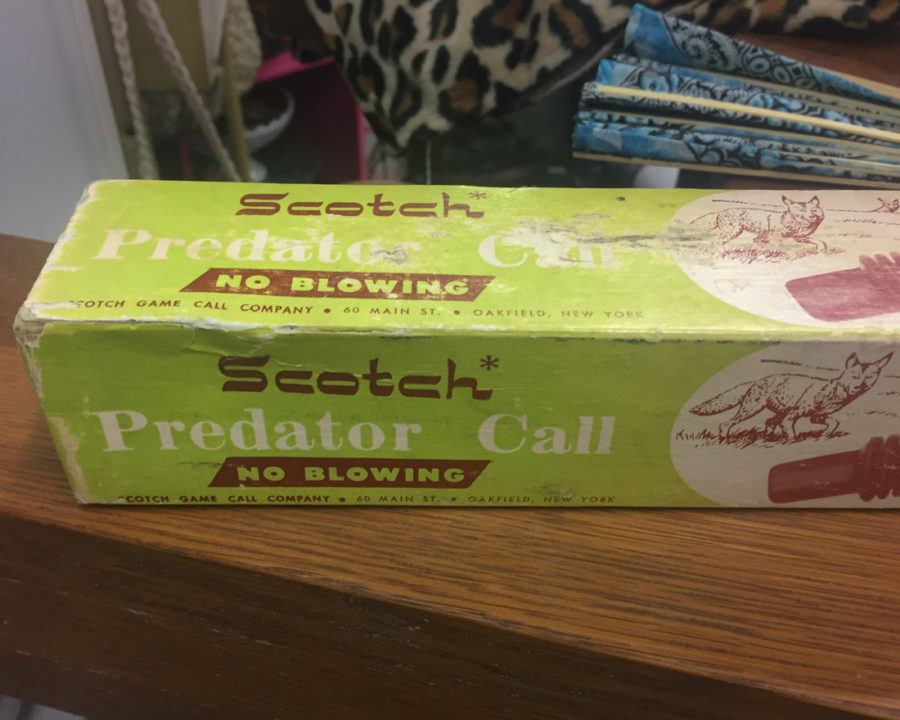 Scotch*
Predator Call
NO BLOWING
SCOTCH GAME CALL COMPANY • 60 MAIN ST. • OAKFIELD, NEW YORK
Scotch*
Predator Call
NO BLOWING
SCOTCH GAME CALL COMPANY • 60 MAIN ST. • OAKFIELD, NEW YORK